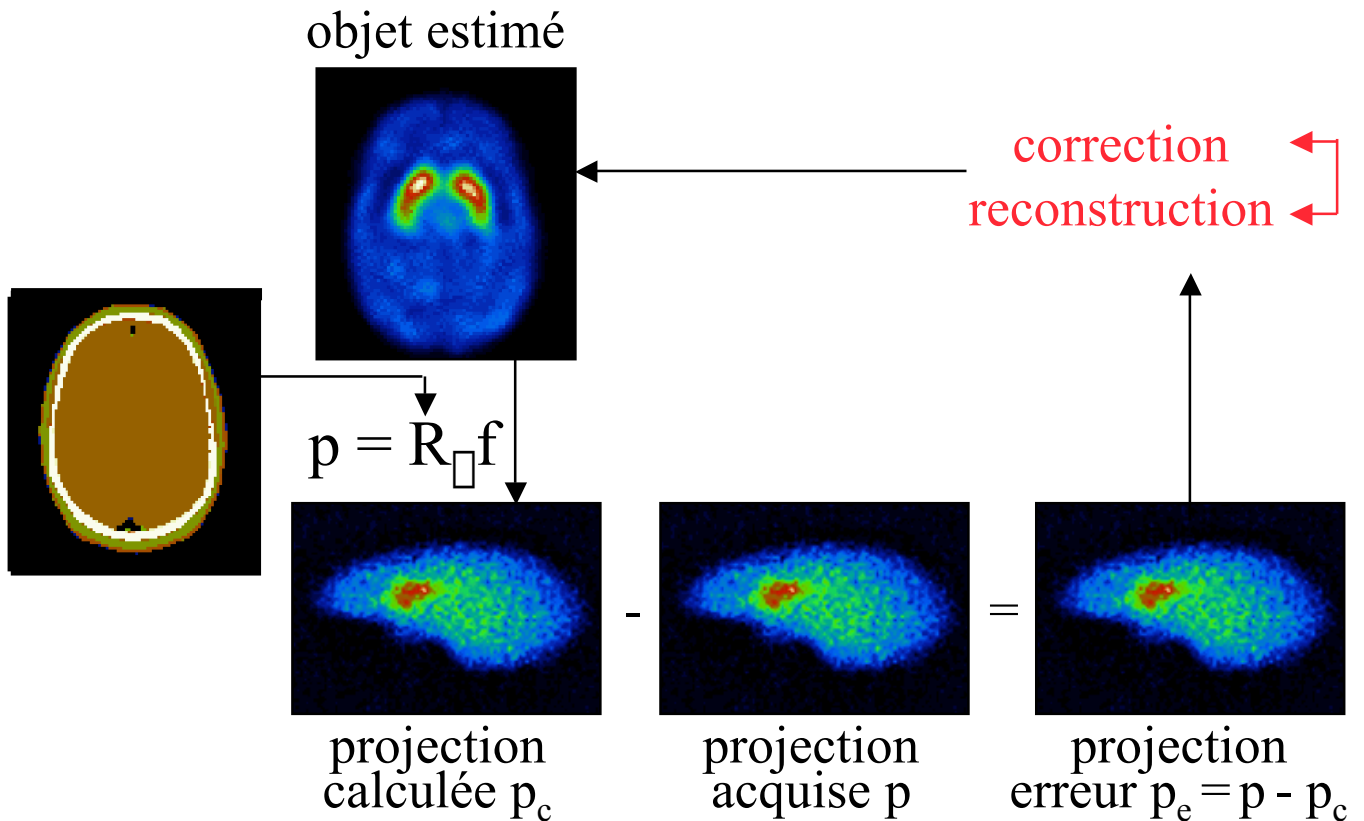 objet estimé
correction
reconstruction
p = R□f
-
=
projection
calculée pc
projection
acquise p
projection
erreur pe = p - pc